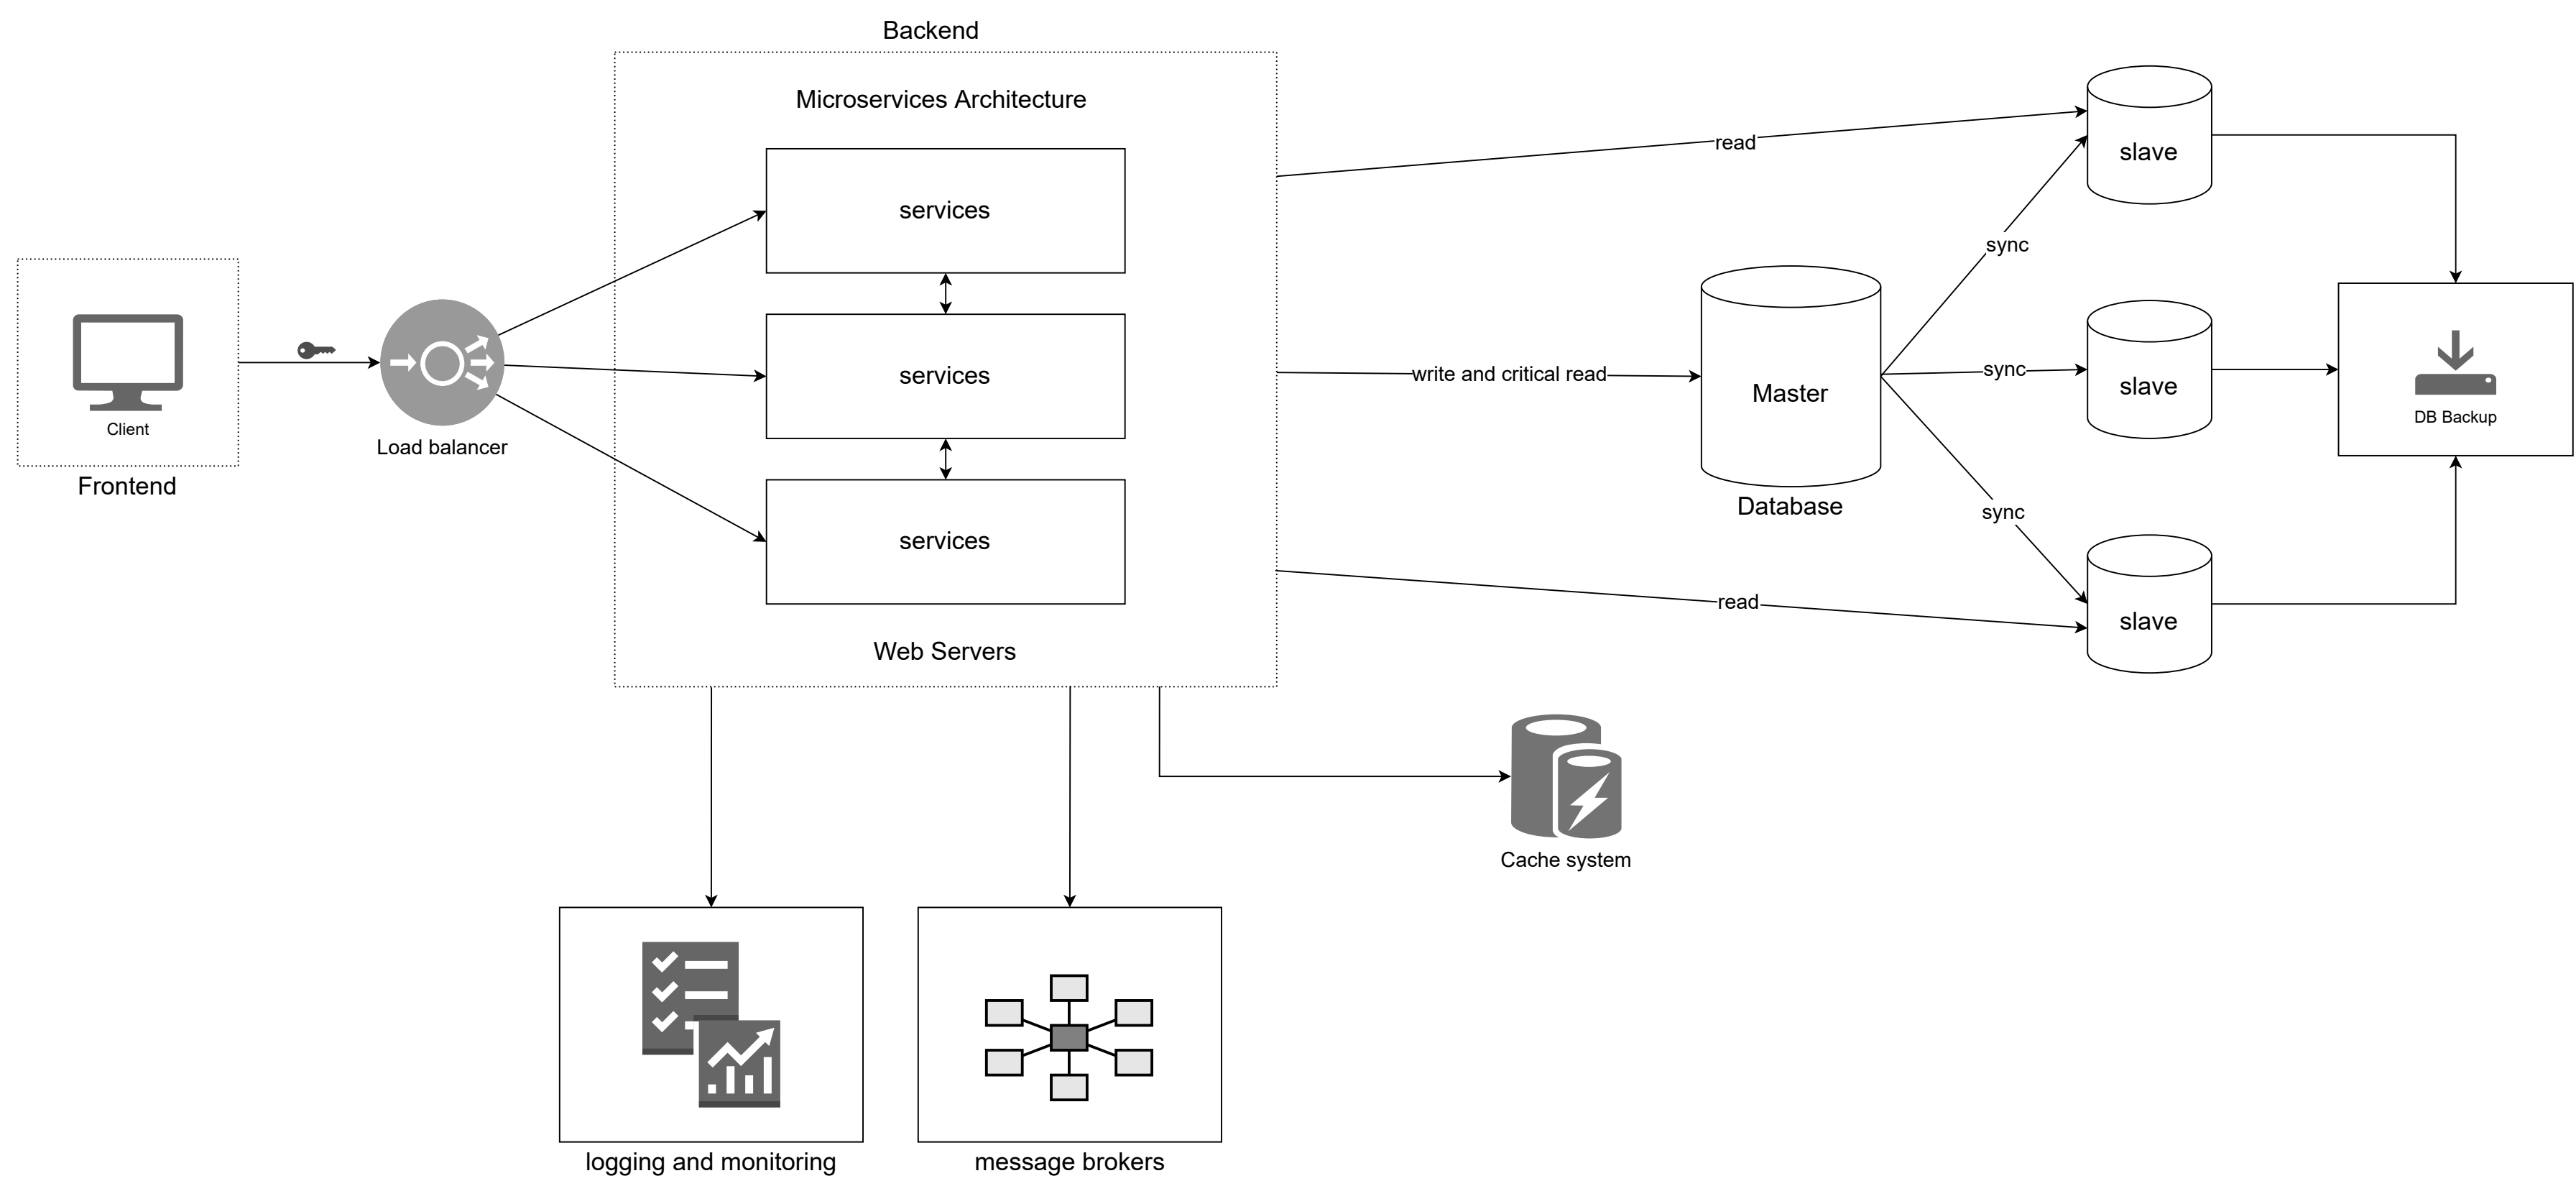 Backend
Microservices Architecture
services
services
services
Web Servers
Client
Frontend
Load balancer
read
write and critical read
read
Master
Database
sync
sync
sync
slave
slave
slave
DB Backup
Cache system
logging and monitoring
message brokers